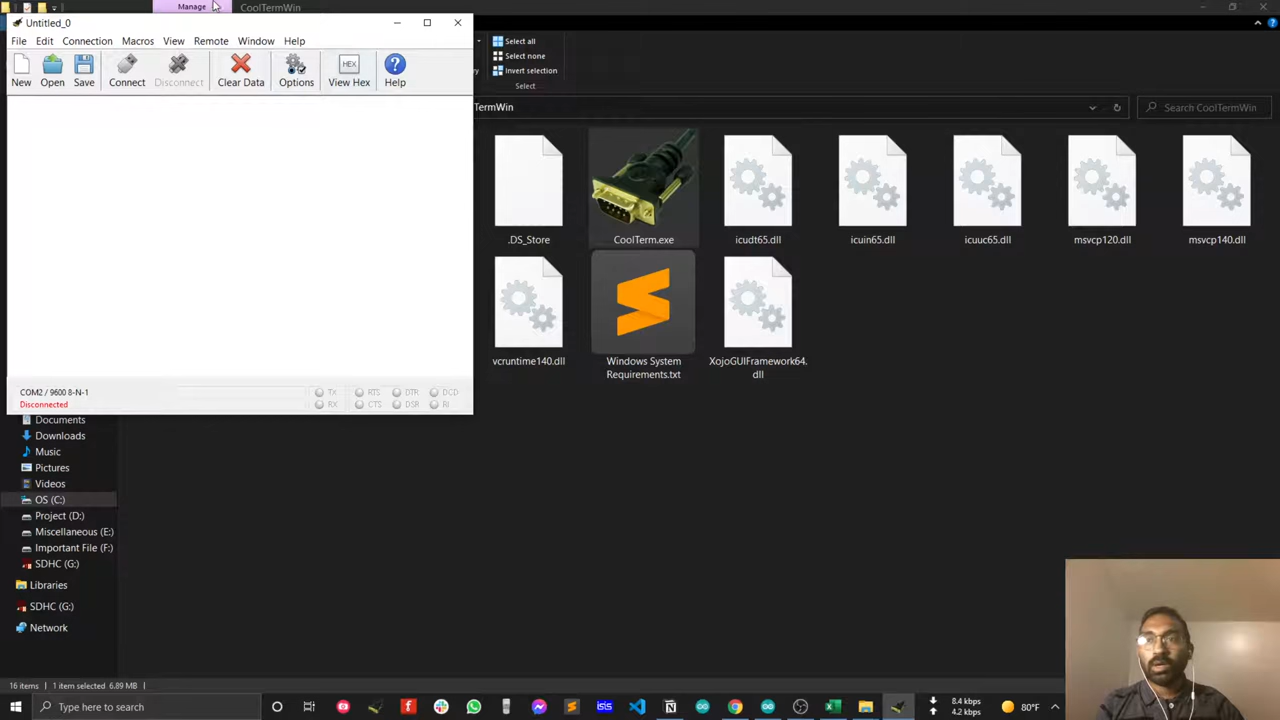 Manage
CoolTermWin
Untitled_0
File Edit Connection Macros View Remote Window Help
New Open Save Connect Disconnect Clear Data Options HEX View Hex Help
Select all
Select none
Invert selection
Select
TermWin
Search CoolTermWin
.DS_Store
CoolTerm.exe
icudt65.dll
icuin65.dll
icuuc65.dll
msvcp120.dll
msvcp140.dll
vcruntime140.dll
Windows System
Requirements.txt
XojoGUIFramework64.
dll
COM2 / 9600 8-N-1
Disconnected
TX RTS DTR DCD
RX CTS DSR RI
Documents
Downloads
Music
Pictures
Videos
OS (C:)
Project (D:)
Miscellaneous (E:)
Important File (F:)
SDHC (G:)
Libraries
SDHC (G:)
Network
16 items
1 item selected 6.89 MB
Type here to search
isis
8.4 kbps
4.2 kbps
80°F